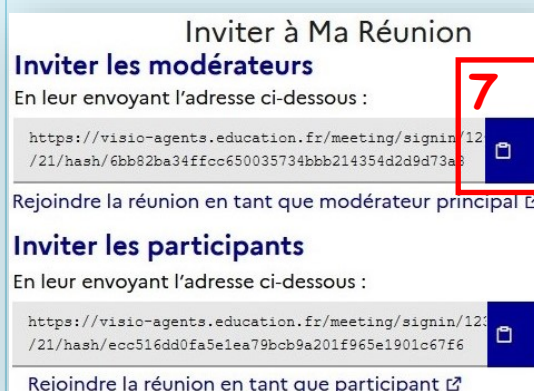 Inviter à Ma Réunion
Inviter les modérateurs
En leur envoyant l'adresse ci-dessous :
7
https://visio-agents.education.fr/meeting/signin/12
/21/hash/6bb82ba34ffcc650035734bbb214354d2d9d73a8
Rejoindre la réunion en tant que modérateur principal
Inviter les participants
En leur envoyant l'adresse ci-dessous :
https://visio-agents.education.fr/meeting/signin/123
/21/hash/ecc516dd0fa5e1ea79bcb9a201f965e1901c67f6
Rejoindre la réunion en tant que participant